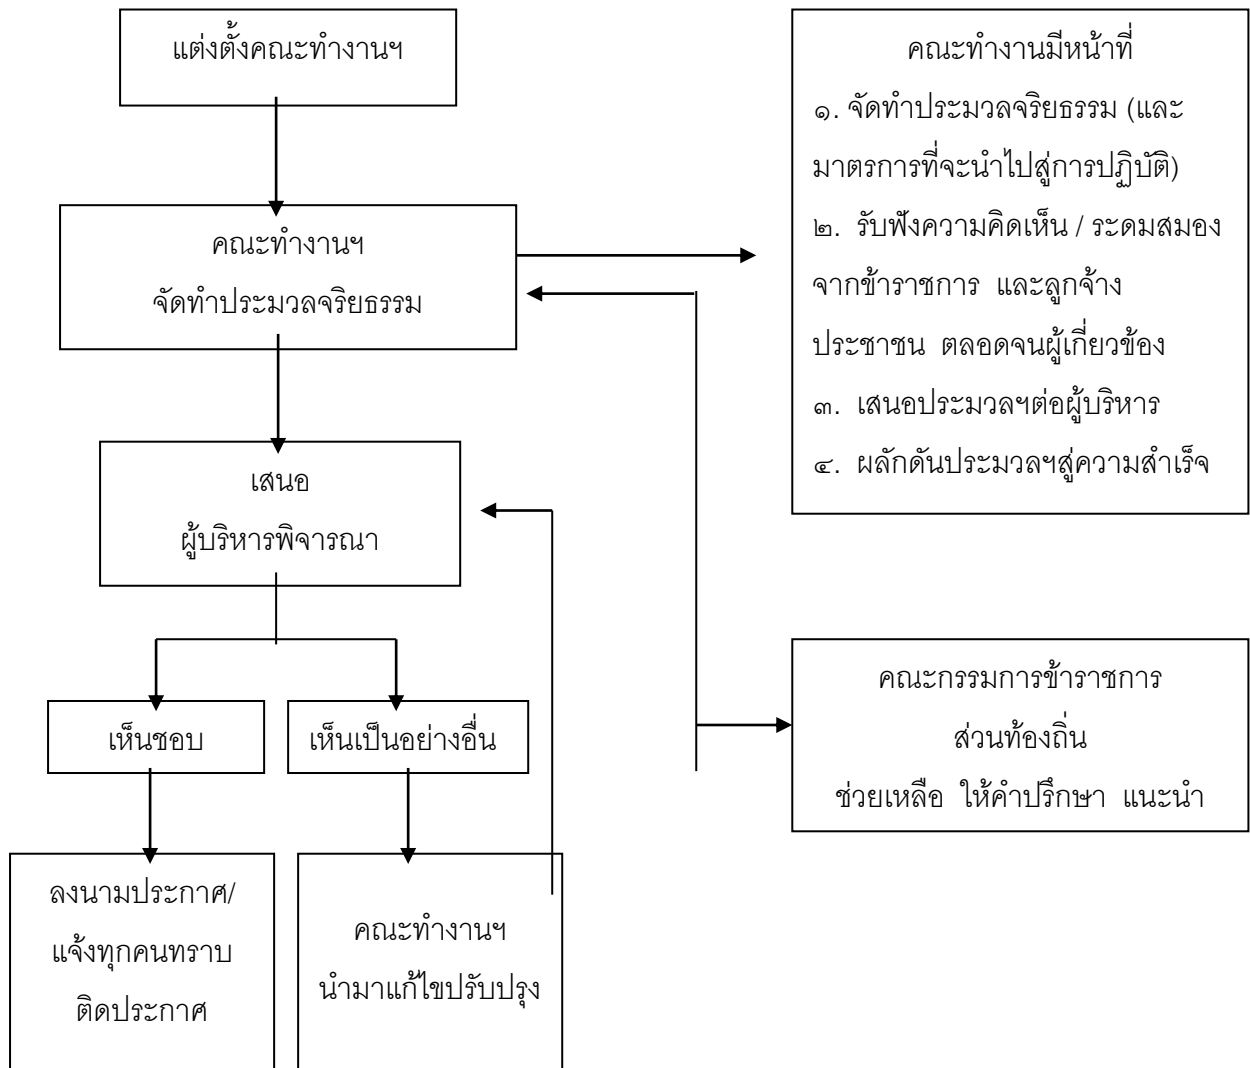 แต่งตั้งคณะทำงานฯ
คณะทำงานฯ
จัดทำประมวลจริยธรรม
เสนอ
ผู้บริหารพิจารณา
เห็นชอบ
เห็นเป็นอย่างอื่น
ลงนามประกาศ/
แจ้งทุกคนทราบ
ติดประกาศ
คณะทำงานฯ
นำมาแก้ไขปรับปรุง
คณะทำงานมีหน้าที่
๑. จัดทำประมวลจริยธรรม (และ
มาตรการที่จะนำไปสู่การปฏิบัติ)
๒. รับฟังความคิดเห็น / ระดมสมอง
จากข้าราชการ และลูกจ้าง
ประชาชน ตลอดจนผู้เกี่ยวข้อง
๓. เสนอประมวลฯต่อผู้บริหาร
๔. ผลักดันประมวลฯสู่ความสำเร็จ
คณะกรรมการข้าราชการ
ส่วนท้องถิ่น
ช่วยเหลือ ให้คำปรึกษา แนะนำ